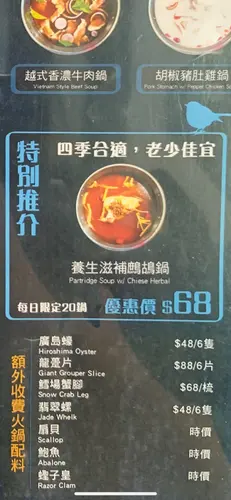 越式香濃牛肉鍋
Vietnam Style Beef Soup
胡椒豬肚雞鍋
Pork Stomach w/ Pepper Chicken S
特別推介
四季合適，老少佳宜
養生滋補鷓鴣鍋
Partridge Soup w/ Chiese Herbal
每日限定20鍋
優惠價 $68
額外收費火鍋配料
廣島蠔 $48/6隻
Hiroshima Oyster
龍躉片 $88/6片
Giant Grouper Slice
鱈場蟹腳 $68/梳
Snow Crab Leg
翡翠螺 $48/6隻
Jade Whelk
扇貝 時價
Scallop
鮑魚 時價
Abalone
蟶子皇 時價
Razor Clam